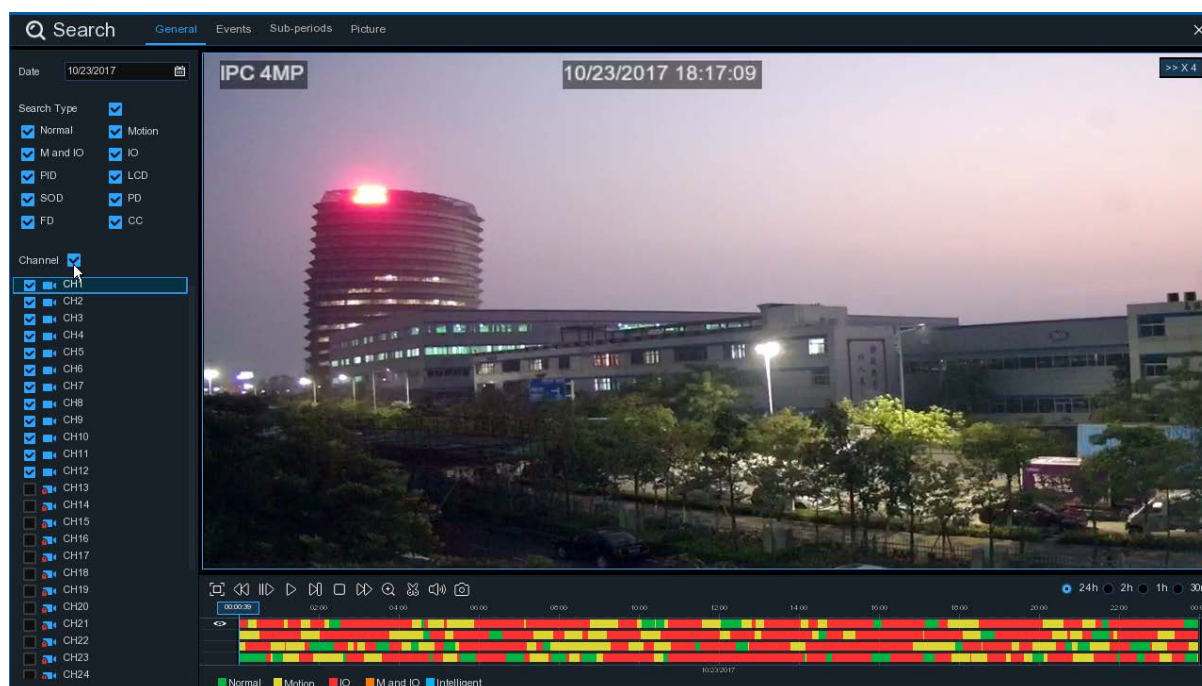 Search General Events Sub-periods Picture
Date 10/23/2017
Search Type
Normal Motion
M and IO IO
PID LCD
SOD PD
FD CC
Channel
CH1
CH2
CH3
CH4
CH5
CH6
CH7
CH8
CH9
CH10
CH11
CH12
CH13
CH14
CH15
CH16
CH17
CH18
CH19
CH20
CH21
CH22
CH23
CH24
IPC 4MP 10/23/2017 18:17:09
>> X 4
24h 2h 1h
00:00:39 02:00 04:00 06:00 08:00 10:00 12:00 14:00 16:00 18:00 20:00 22:00
10/23/2017
Normal Motion IO M and IO Intelligent